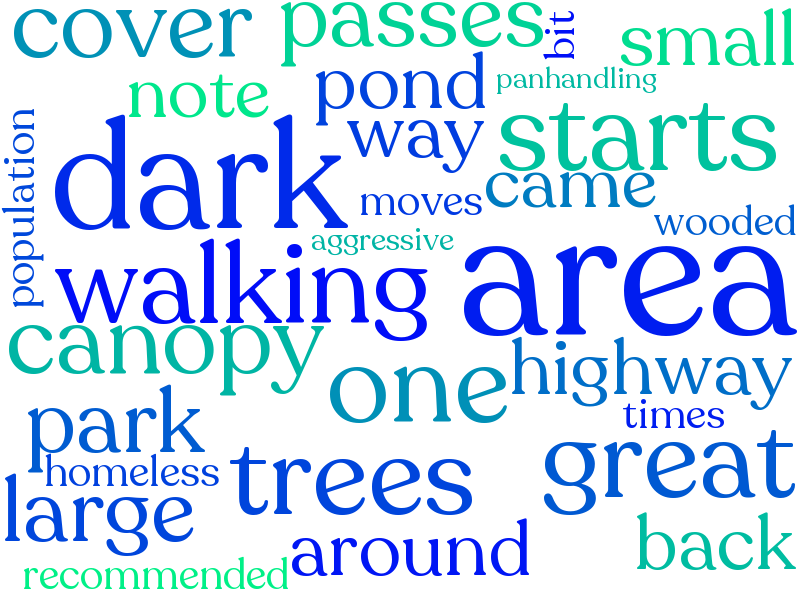 cover
passes
bit
small
note
pond
panhandling
population
dark
way
starts
moves
came
wooded
aggressive
walking
area
canopy
one
highway
park
times
homeless
trees
great
large
around
back
recommended